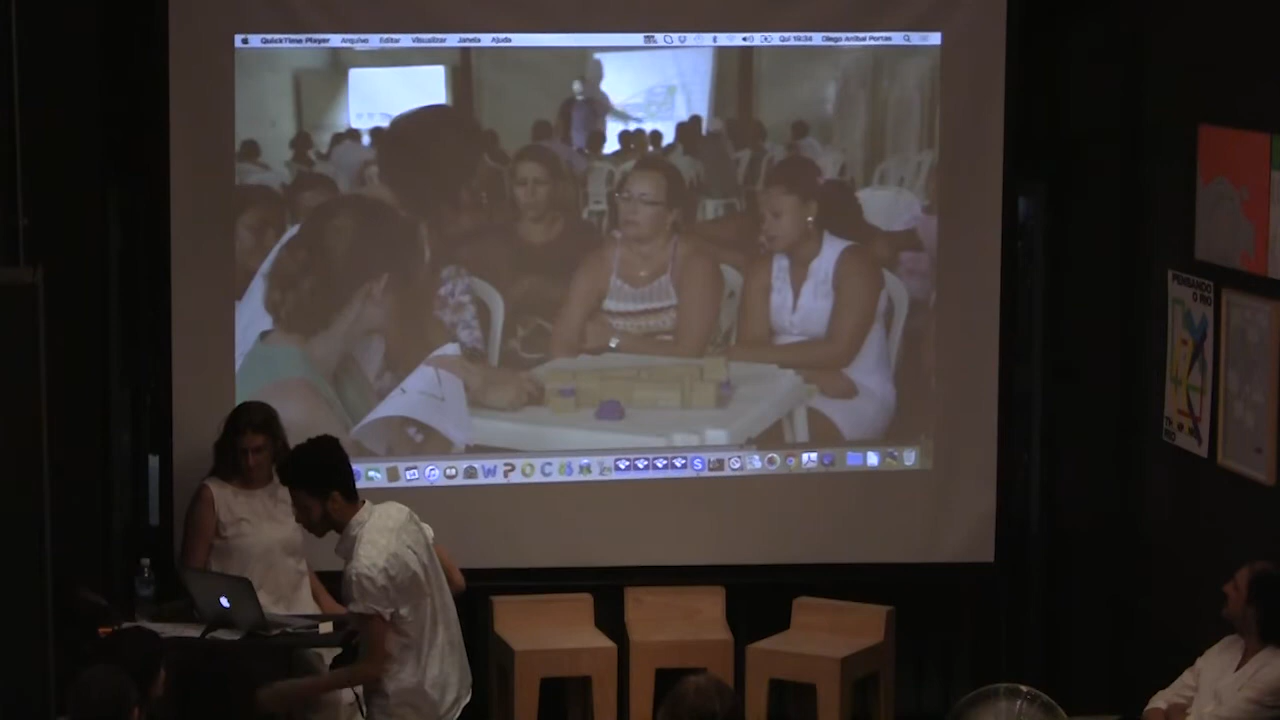 QuickTime Player Arquivo Editar Visualizar Janela Ajuda Qui 19:34 Diego Aníbal Portas
PENSANDO
O RIO